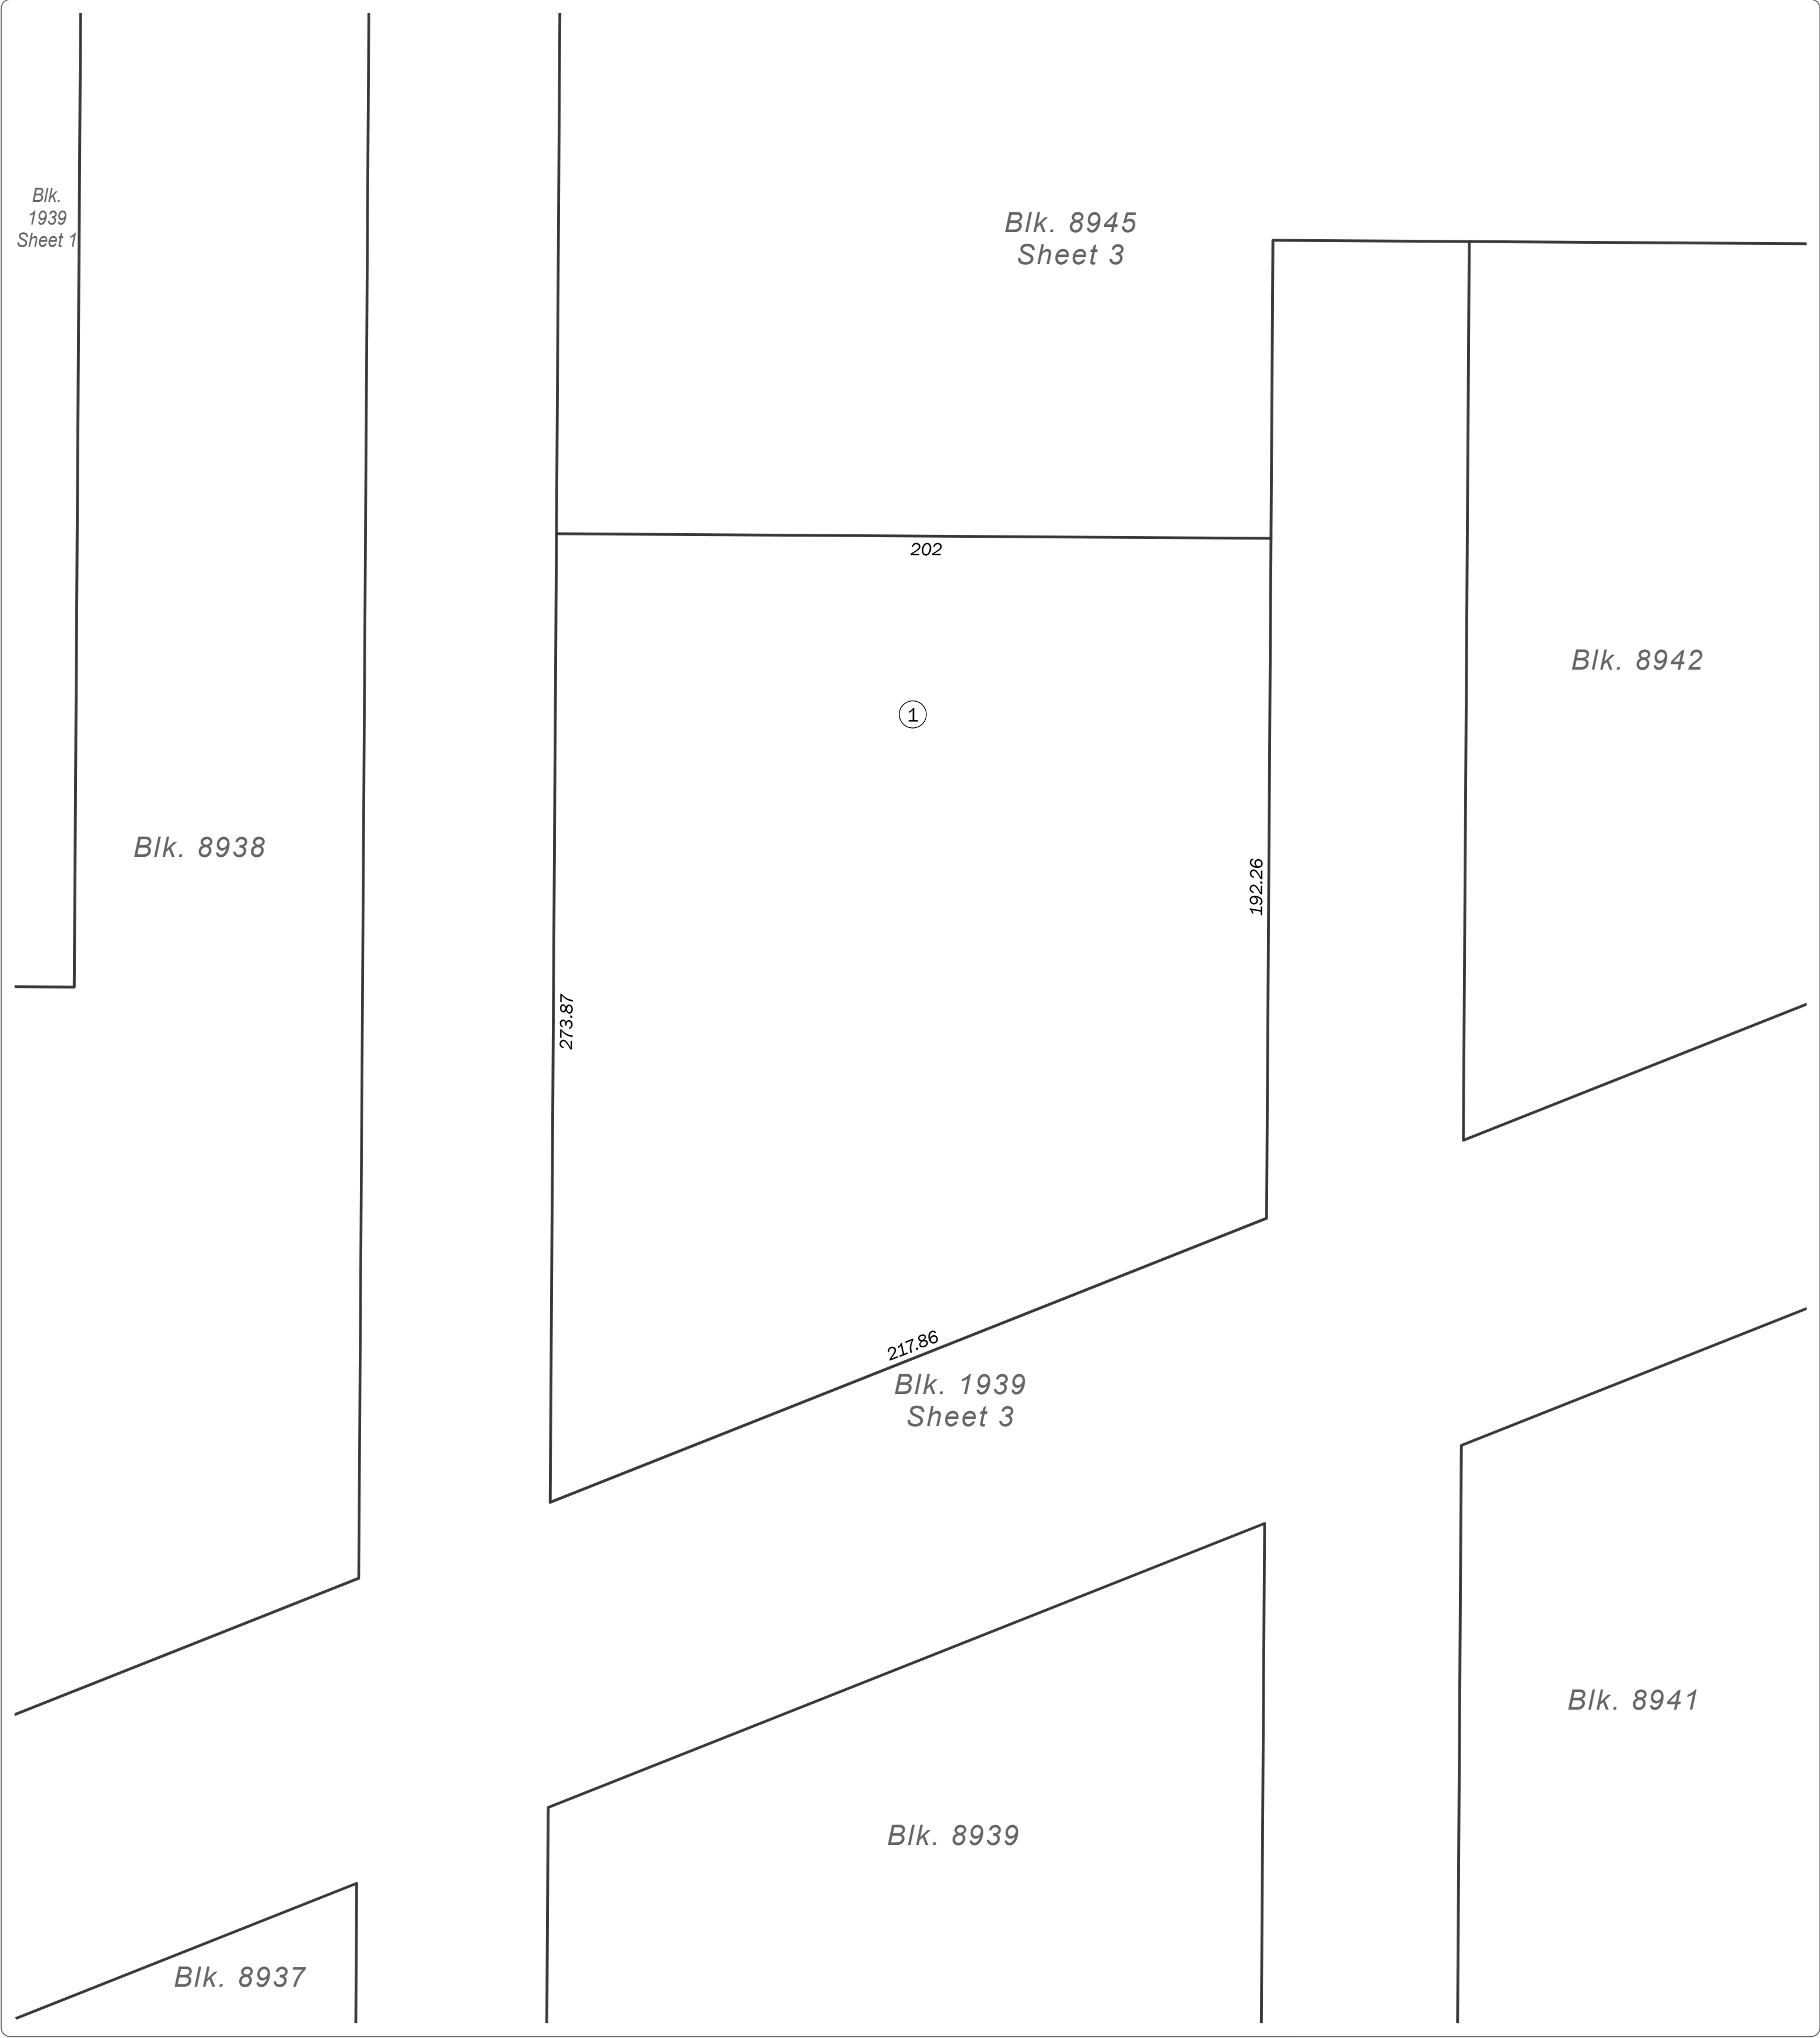 Blk.
1939
Sheet 1
Blk. 8945
Sheet 3
202
Blk. 8942
1
Blk. 8938
192.26
273.87
217.86
Blk. 1939
Sheet 3
Blk. 8941
Blk. 8939
Blk. 8937